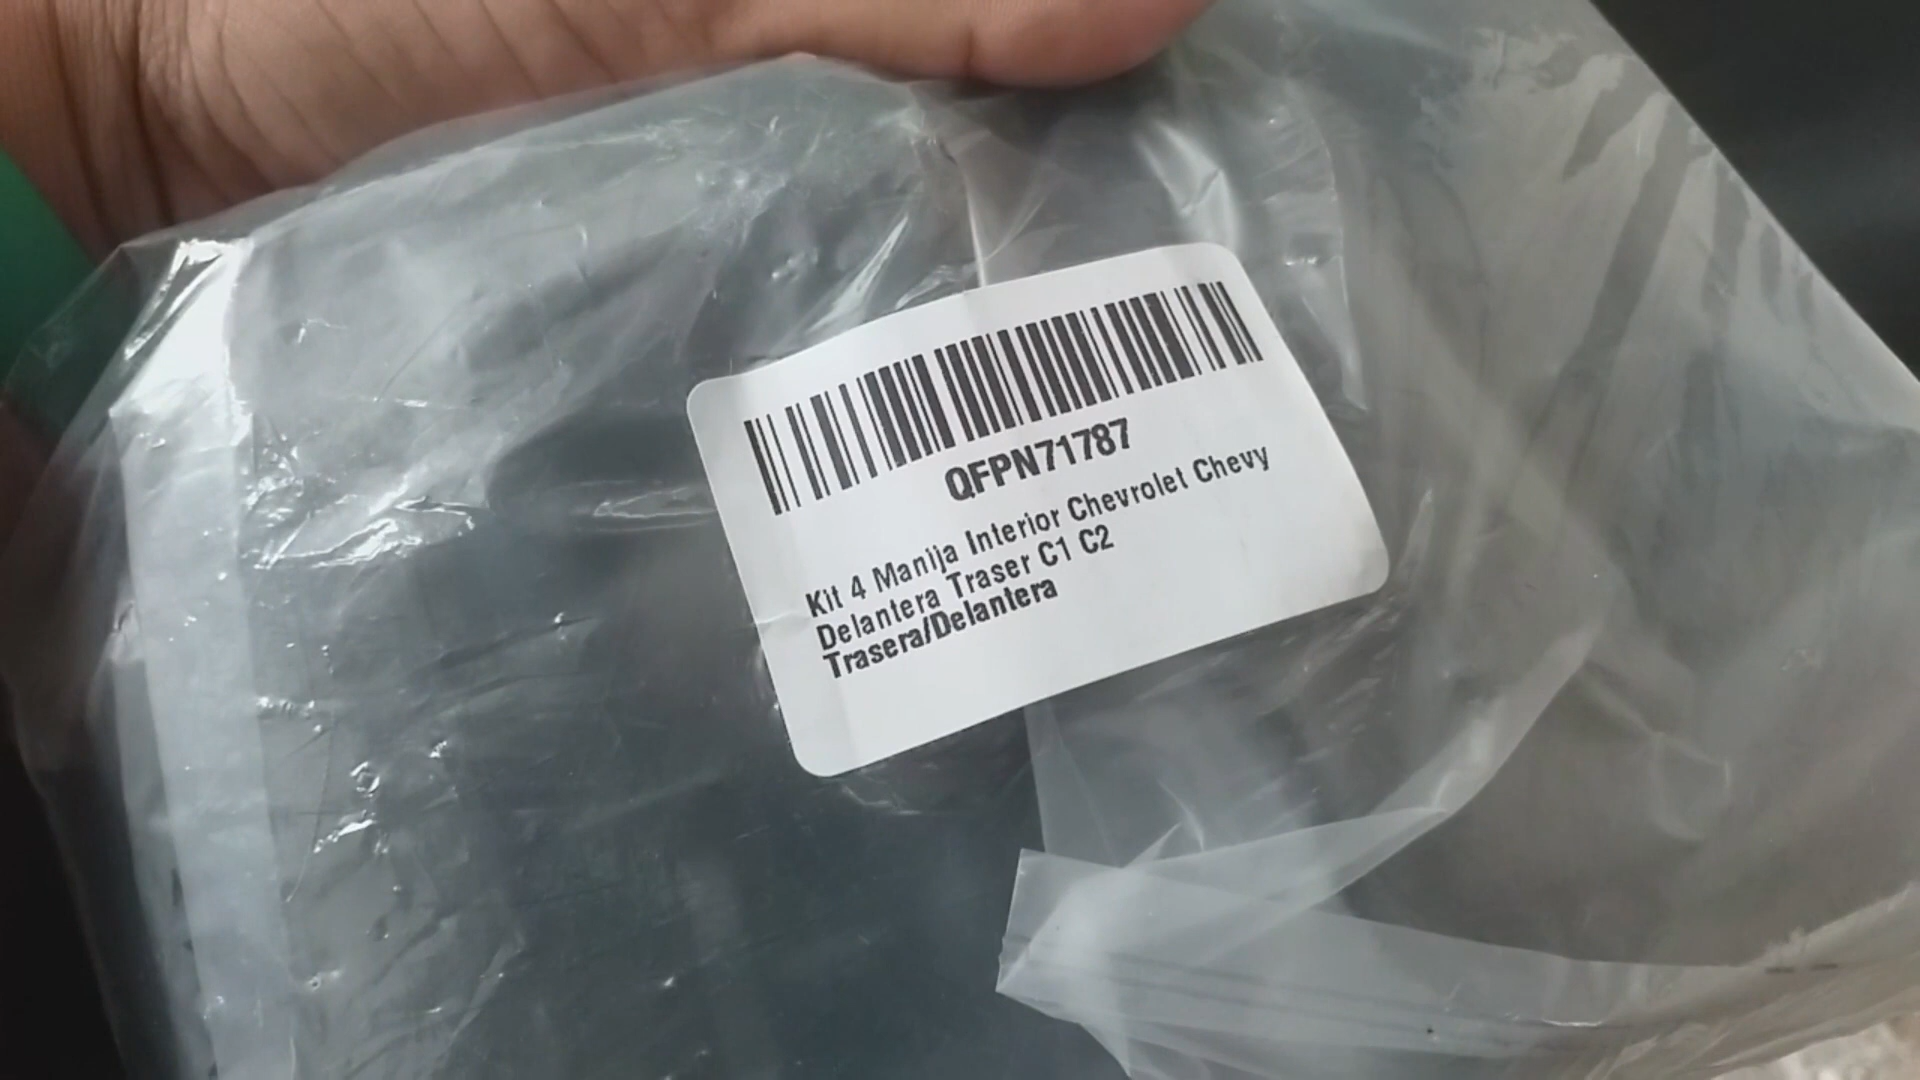 QFPN71787
Kit 4 Manija Interior Chevrolet Chevy
Delantera Traser C1 C2
Trasera/Delantera